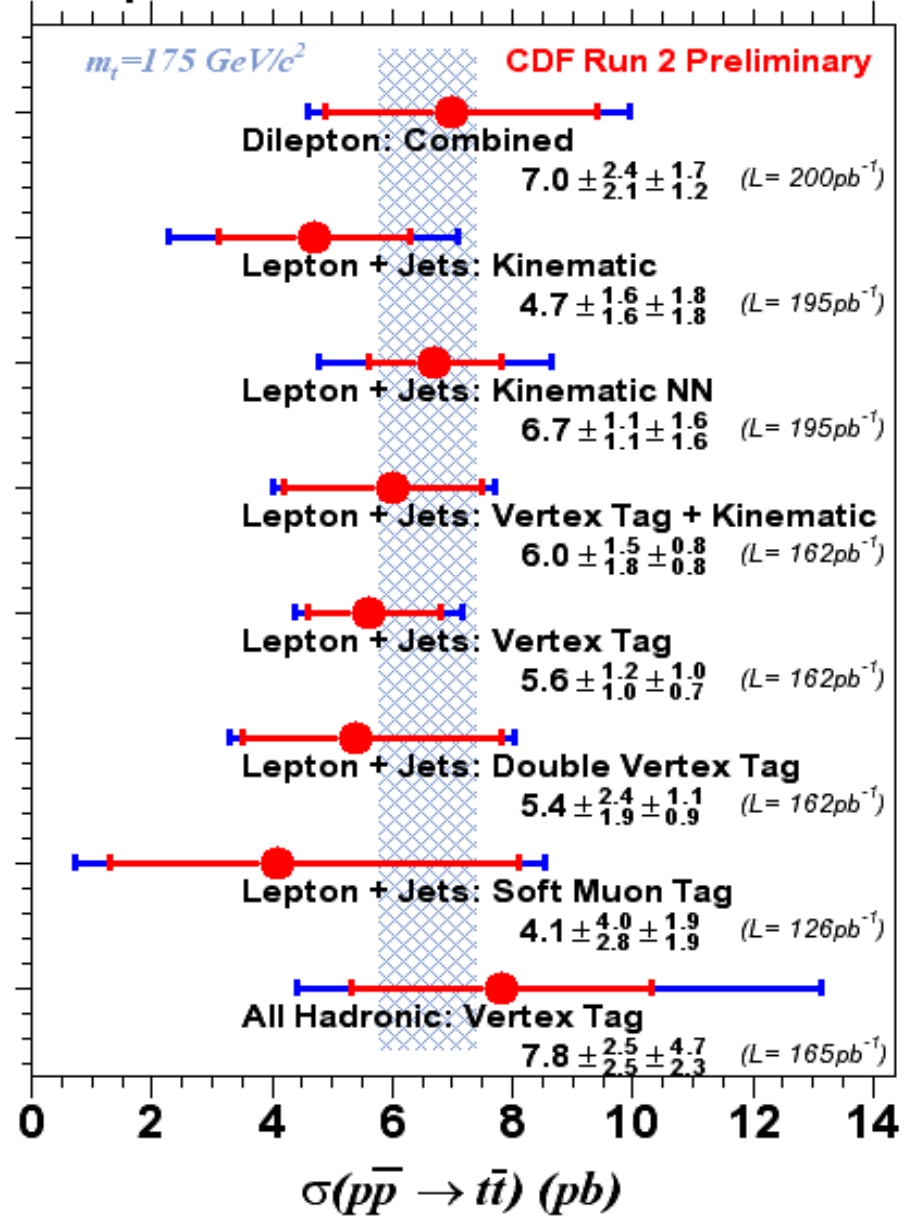 m_t=175 GeV/c² CDF Run 2 Preliminary
Dilepton: Combined
7.0 ± 2.4 2.1 ± 1.7 1.2 (L= 200pb⁻¹)
Lepton + Jets: Kinematic
4.7 ± 1.6 1.6 ± 1.8 1.8 (L= 195pb⁻¹)
Lepton + Jets: Kinematic NN
6.7 ± 1.1 1.1 ± 1.6 1.6 (L= 195pb⁻¹)
Lepton + Jets: Vertex Tag + Kinematic
6.0 ± 1.5 1.8 ± 0.8 0.8 (L= 162pb⁻¹)
Lepton + Jets: Vertex Tag
5.6 ± 1.2 1.0 ± 1.0 0.7 (L= 162pb⁻¹)
Lepton + Jets: Double Vertex Tag
5.4 ± 2.4 1.9 ± 1.1 0.9 (L= 162pb⁻¹)
Lepton + Jets: Soft Muon Tag
4.1 ± 4.0 2.8 ± 1.9 1.9 (L= 126pb⁻¹)
All Hadronic: Vertex Tag
7.8 ± 2.5 2.5 ± 4.7 2.3 (L= 165pb⁻¹)
0 2 4 6 8 10 12 14
σ(pp̅ → tt̅) (pb)